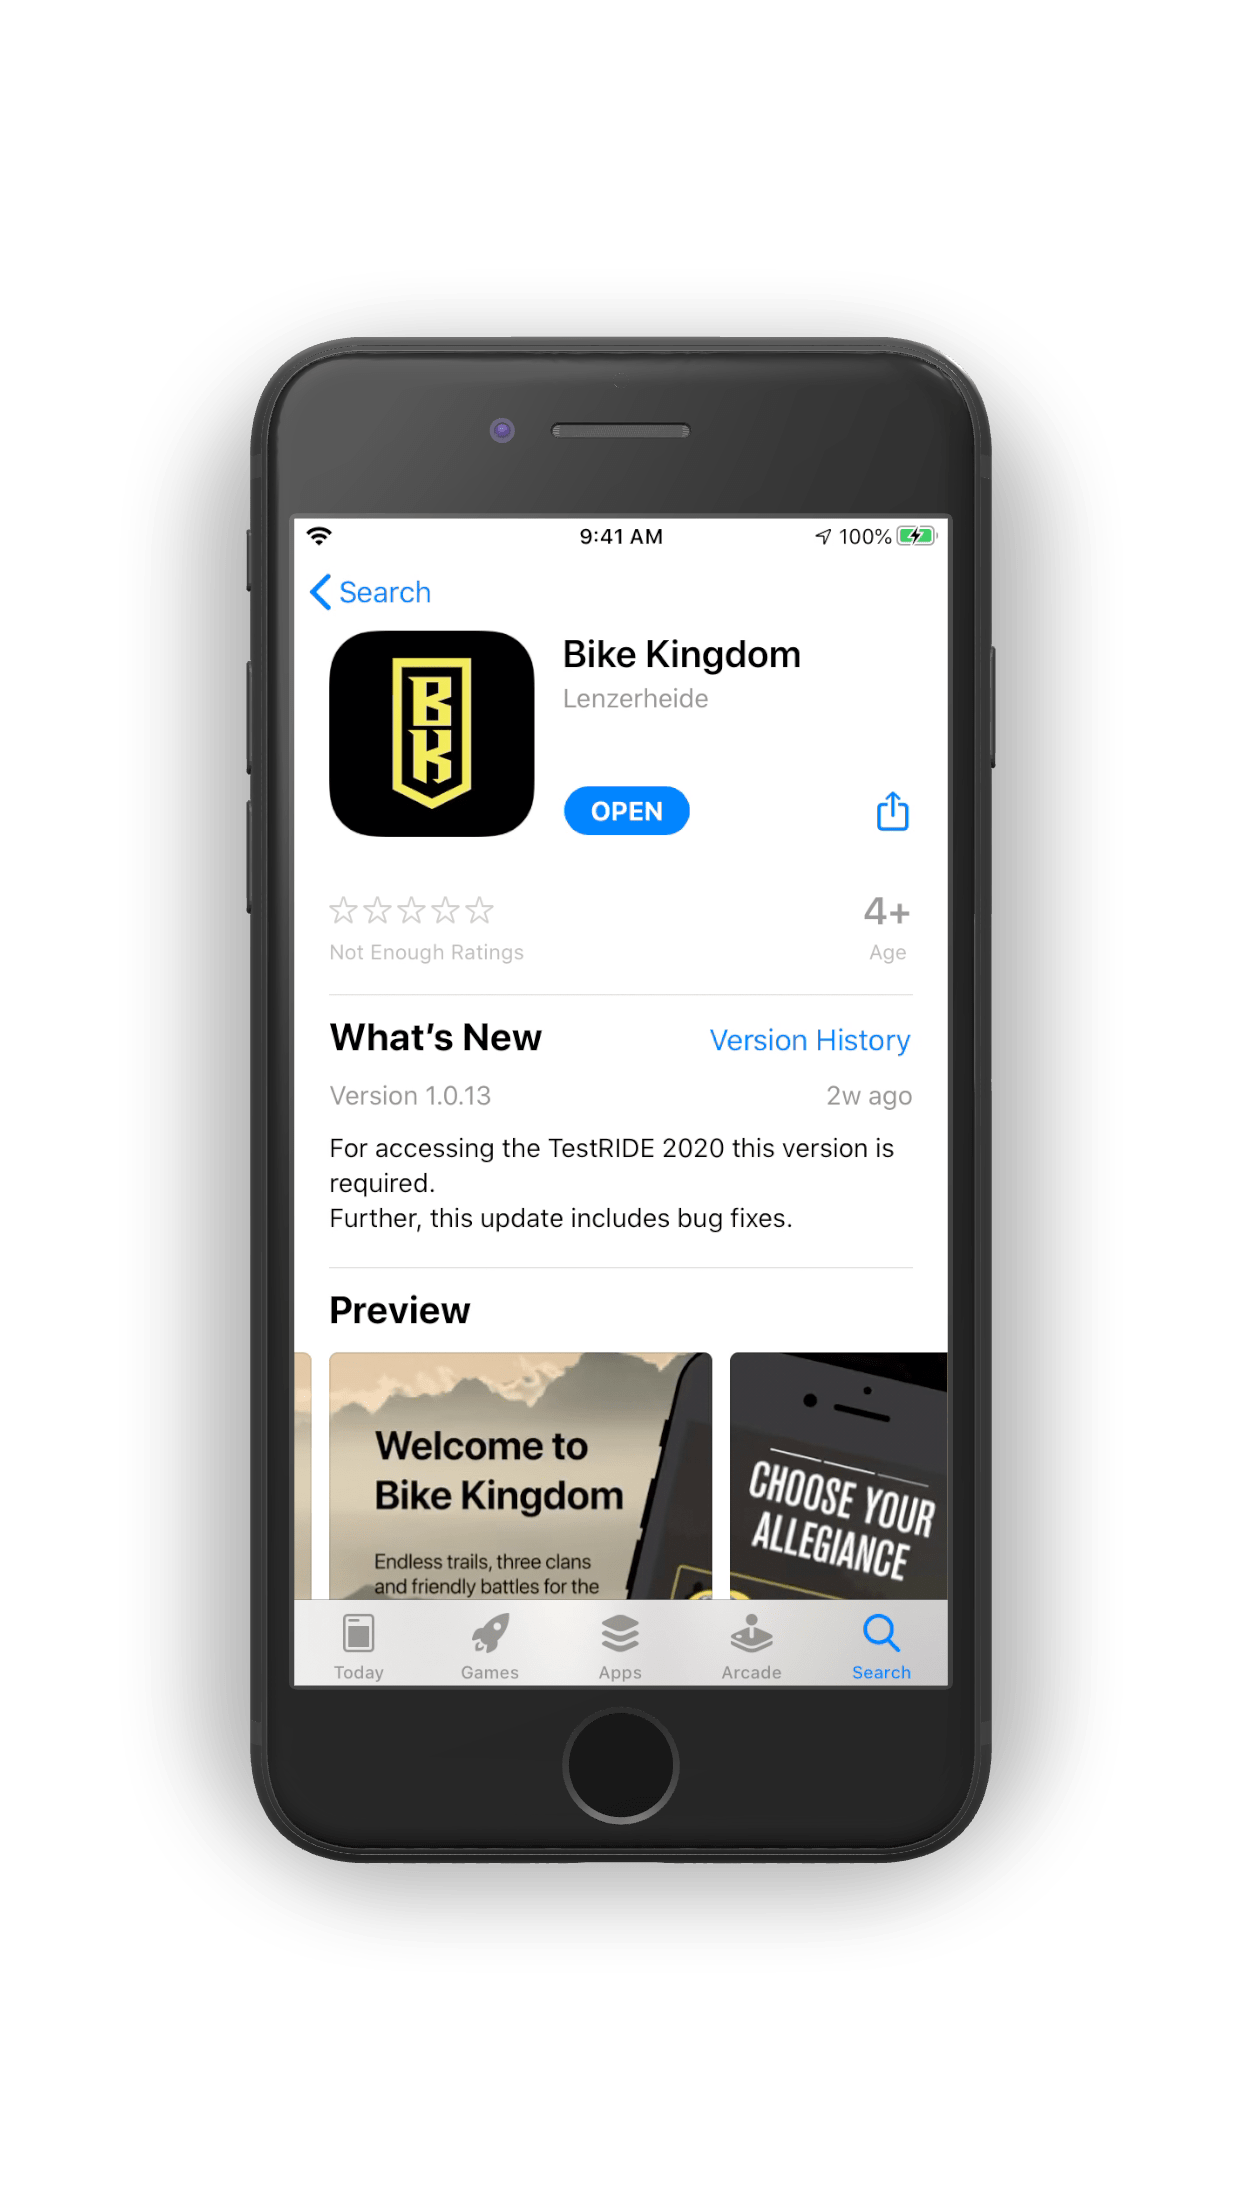 9:41 AM
100%
Search
BK
Bike Kingdom
Lenzerheide
OPEN
Not Enough Ratings
4+
Age
What's New
Version History
Version 1.0.13
2w ago
For accessing the TestRIDE 2020 this version is
required.
Further, this update includes bug fixes.
Preview
Welcome to
Bike Kingdom
Endless trails, three clans
and friendly battles for the
CHOOSE YOUR
ALLEGIANCE
Today
Games
Apps
Arcade
Search